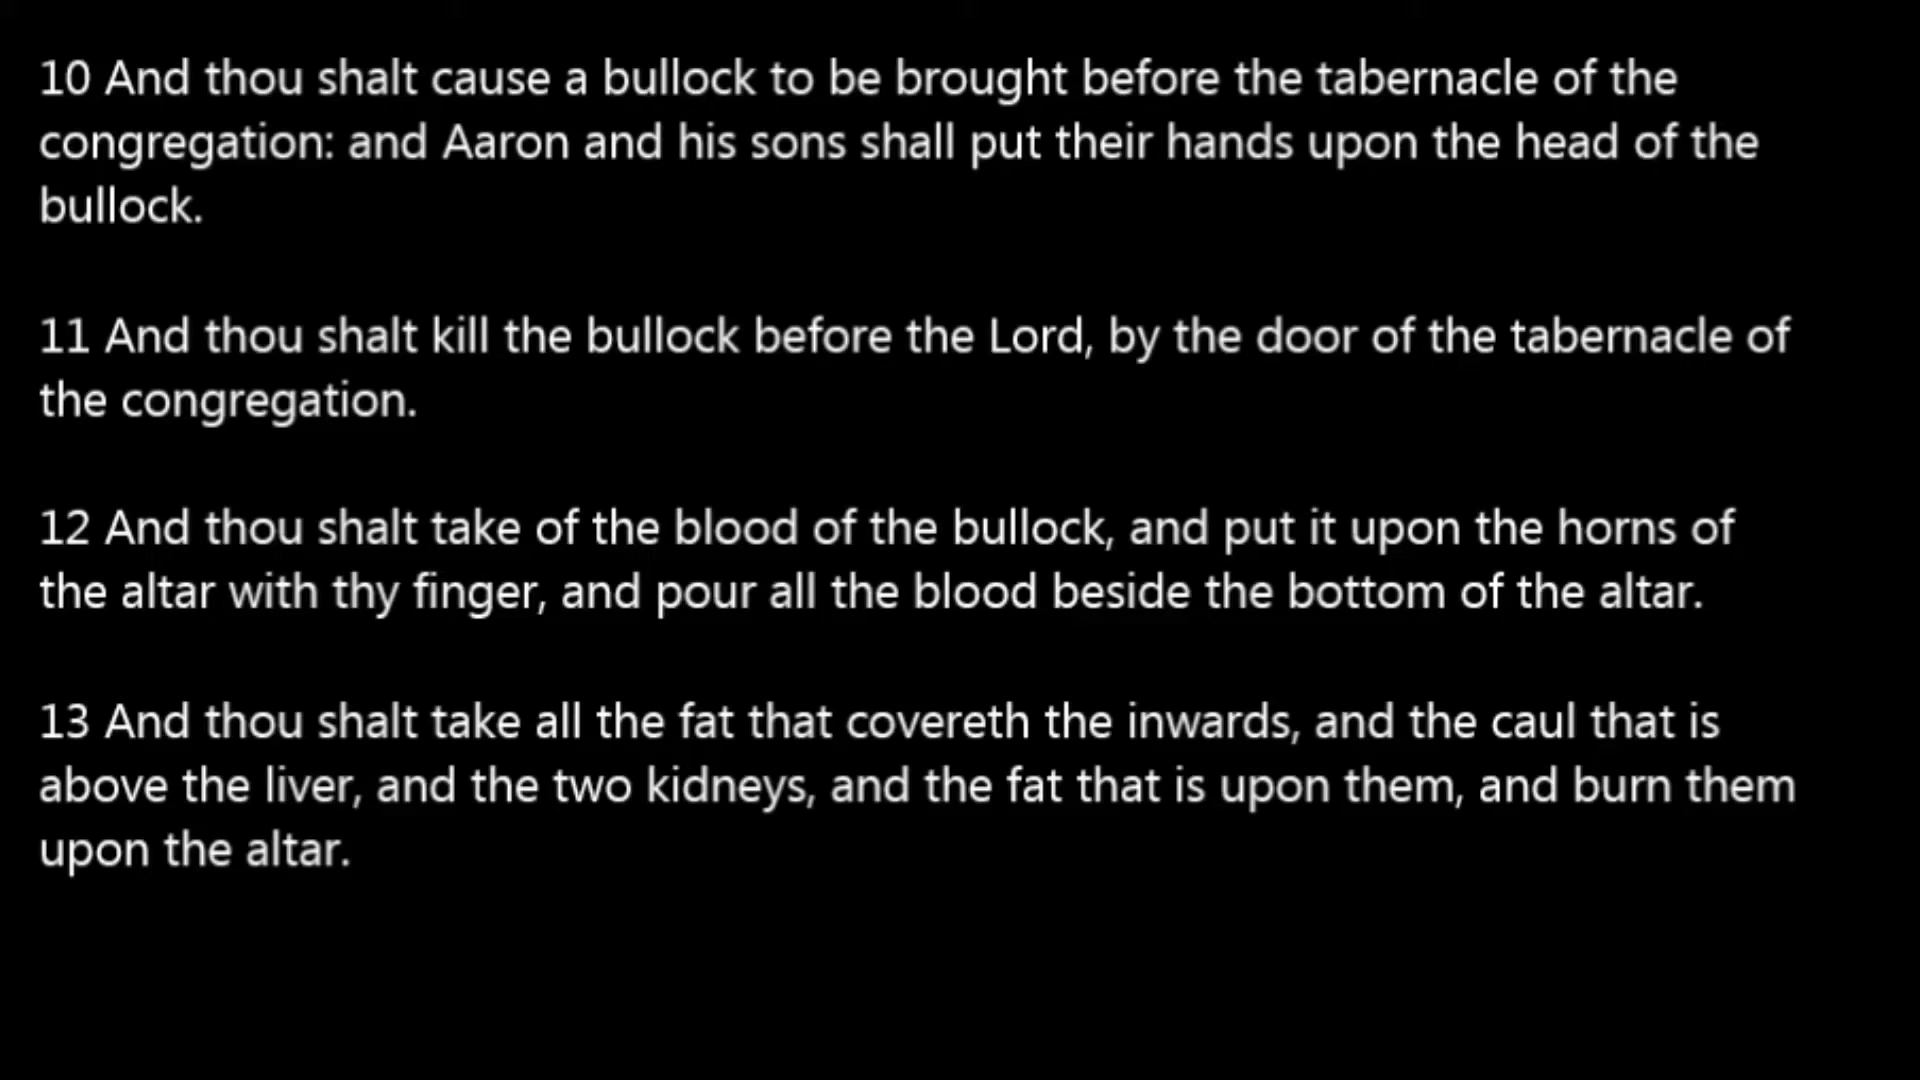 10 And thou shalt cause a bullock to be brought before the tabernacle of the
congregation: and Aaron and his sons shall put their hands upon the head of the
bullock.
11 And thou shalt kill the bullock before the Lord, by the door of the tabernacle of
the congregation.
12 And thou shalt take of the blood of the bullock, and put it upon the horns of
the altar with thy finger, and pour all the blood beside the bottom of the altar.
13 And thou shalt take all the fat that covereth the inwards, and the caul that is
above the liver, and the two kidneys, and the fat that is upon them, and burn them
upon the altar.